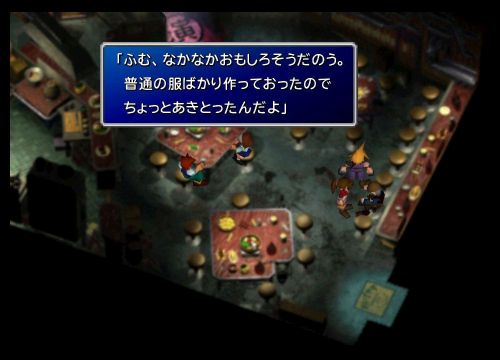 「ふむ、なかなかおもしろそうだのう。
普通の服ばかり作っておったので
ちょっとあきとったんだよ」